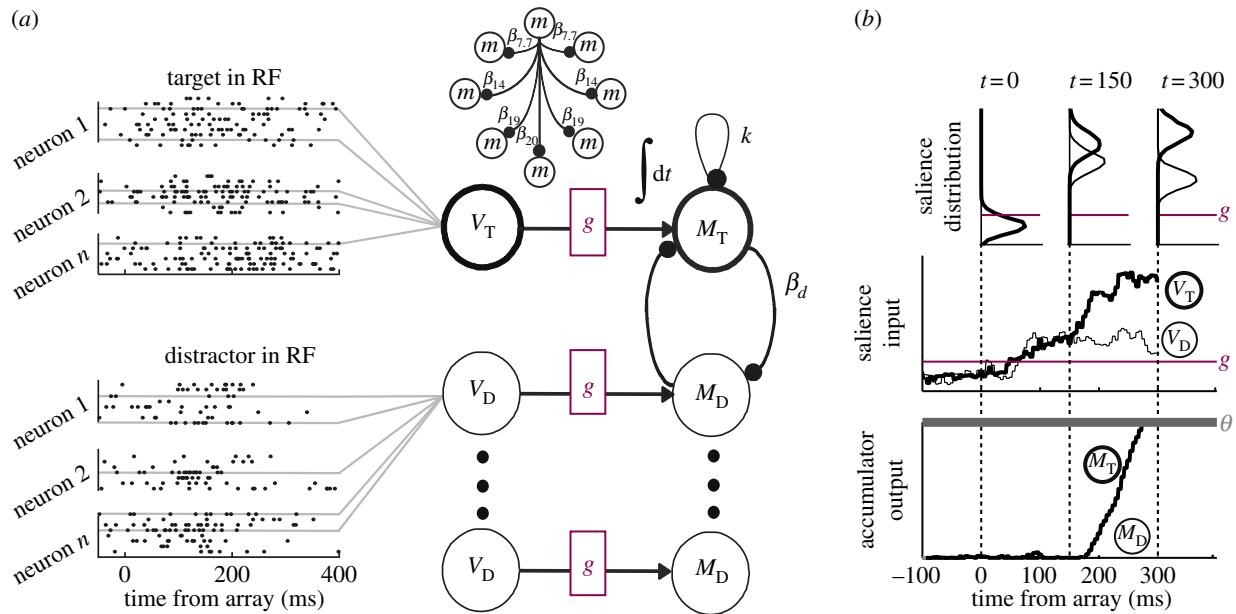 (a)
target in RF
neuron 1
neuron 2
neuron n
distractor in RF
neuron 1
neuron 2
neuron n
0 200 400
time from array (ms)
m
m β7.7 β7.7 m
m β14 β14 m
m β19 β19 m
β20
m
∫dt
k
VT g MT
βd
VD g MD
VD g MD
(b)
t = 0 t = 150 t = 300
salience
distribution
g
salience
input
VT
VD
g
accumulator
output
θ
MT
MD
−100 0 100 200 300
time from array (ms)